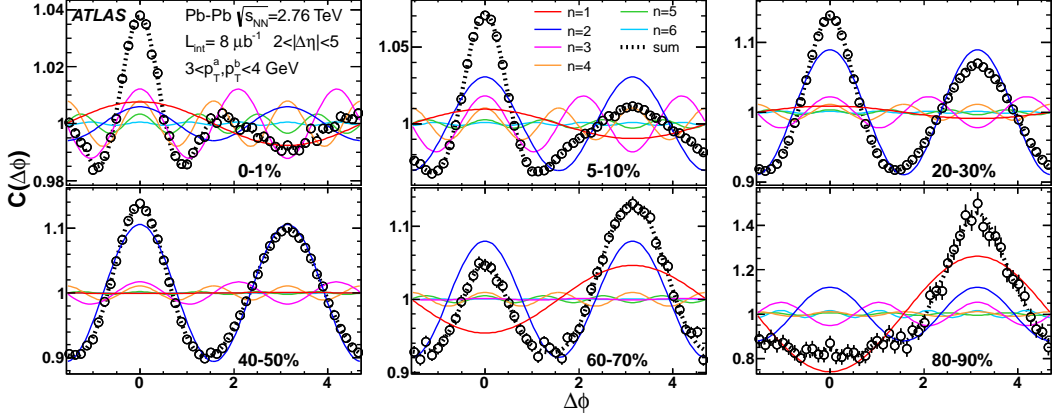 ATLAS Pb-Pb √s_NN=2.76 TeV
L_int = 8 μb⁻¹ 2<|Δη|<5
3<p_T^a,p_T^b<4 GeV
n=1 n=5
n=2 n=6
n=3 sum
n=4
C(Δϕ)
1.04
1.02
1
0.98
0-1%
1.05
1
5-10%
1.1
1
0.9
20-30%
1.1
1
0.9
0 2 4
40-50%
1.1
1
0.9
0 2 4
60-70%
1.4
1.2
1
0.8
0 2 4
80-90%
Δϕ